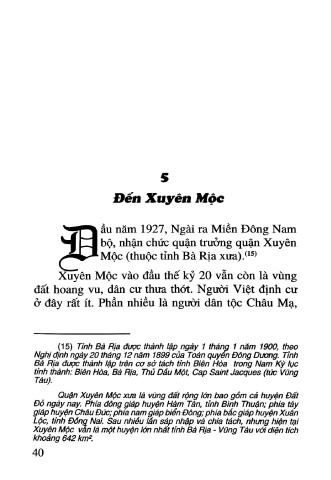 5
Đến Xuyên Mộc
Đầu năm 1927, Ngài ra Miền Đông Nam
bộ, nhận chức quận trưởng quận Xuyên
Mộc (thuộc tỉnh Bà Rịa xưa).(15)
Xuyên Mộc vào đầu thế kỷ 20 vẫn còn là vùng
đất hoang vu, dân cư thưa thớt. Người Việt định cư
ở đây rất ít. Phần nhiều là người dân tộc Châu Mạ,
(15) Tỉnh Bà Rịa được thành lập ngày 1 tháng 1 năm 1900, theo
Nghị định ngày 20 tháng 12 năm 1899 của Toàn quyền Đông Dương. Tỉnh
Bà Rịa được thành lập trên cơ sở tách tỉnh Biên Hòa trong Nam Kỳ lục
tỉnh thành: Biên Hòa, Bà Rịa, Thủ Dầu Một, Cap Saint Jacques (tức Vũng
Tàu).
Quận Xuyên Mộc xưa là vùng đất rộng lớn bao gồm cả huyện Đất
Đỏ ngày nay. Phía đông giáp huyện Hàm Tân, tỉnh Bình Thuận; phía tây
giáp huyện Châu Đức; phía nam giáp biển Đông; phía bắc giáp huyện Xuân
Lộc, tỉnh Đồng Nai. Sau nhiều lần sáp nhập và chia tách, nhưng hiện tại
Xuyên Mộc vẫn là một huyện lớn nhất tỉnh Bà Rịa - Vũng Tàu với diện tích
khoảng 642 km².
40